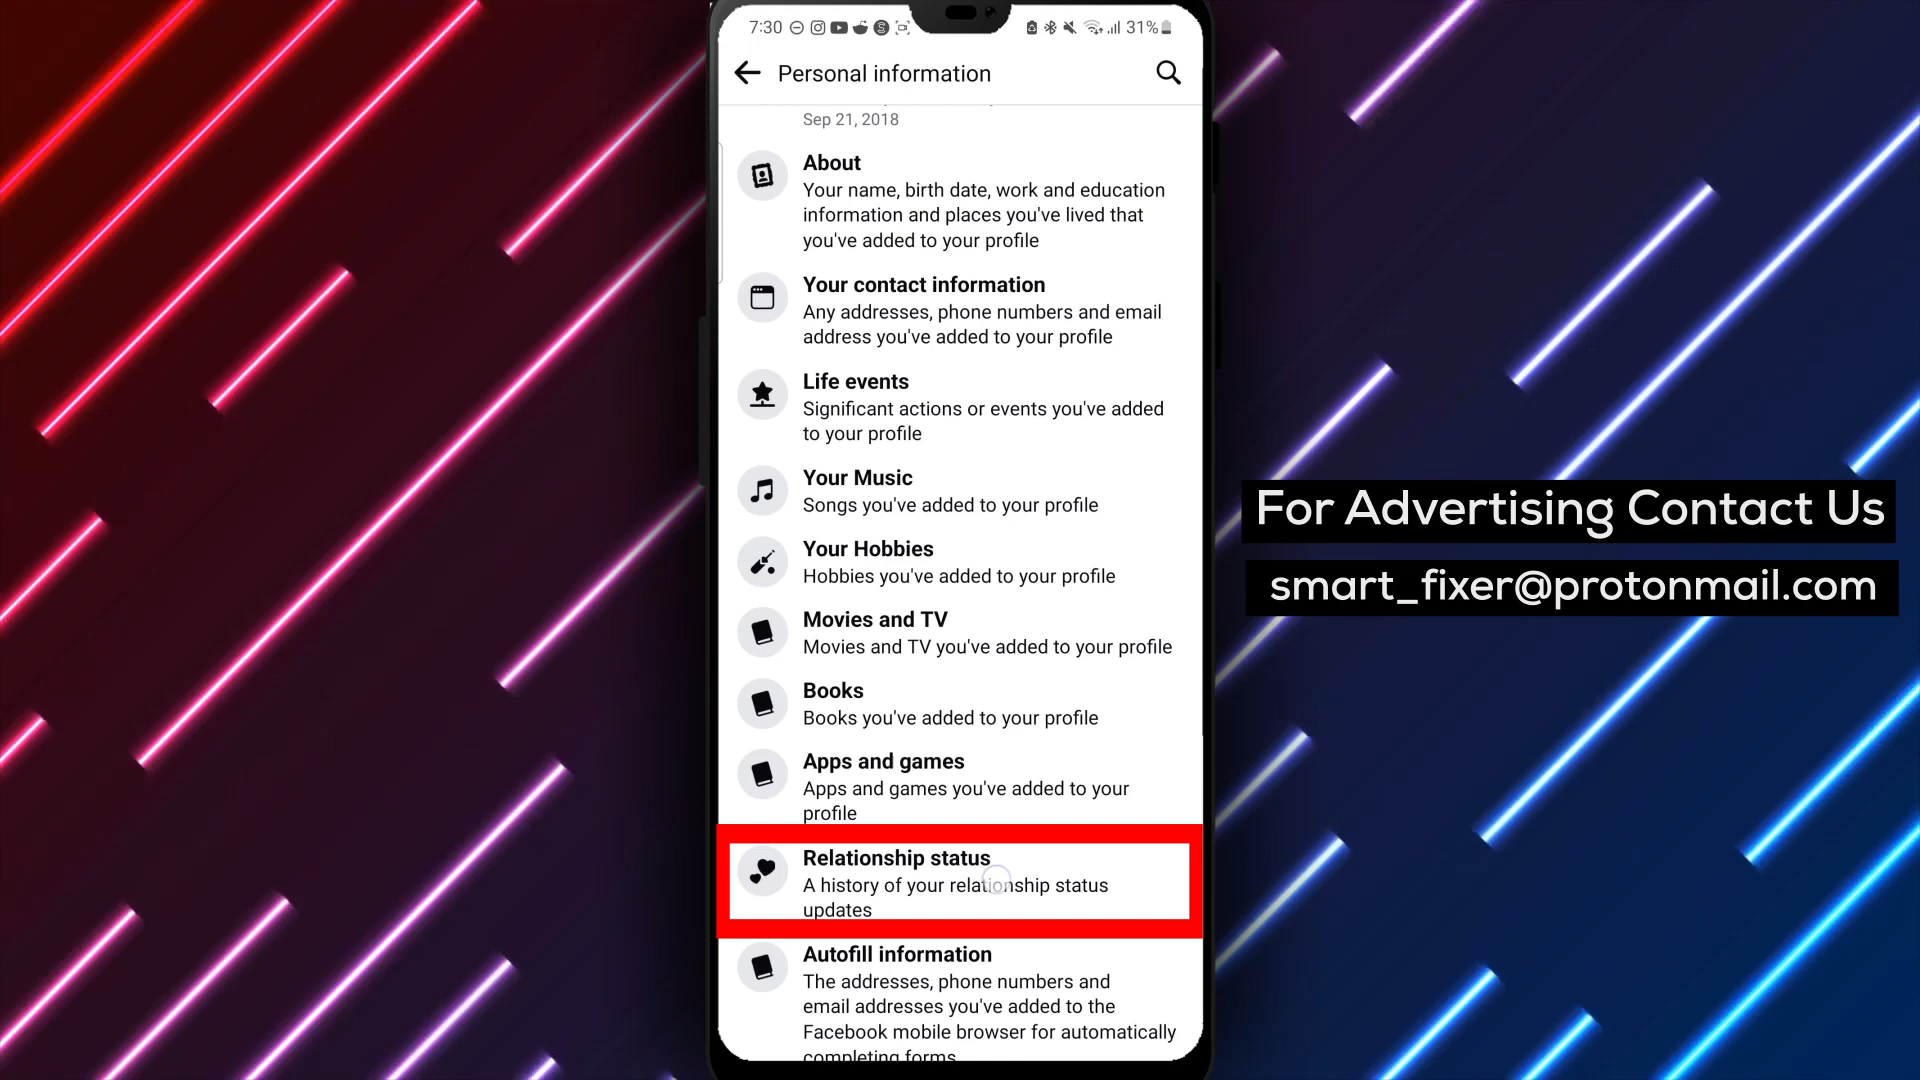 7:30
31%
Personal information
Sep 21, 2018
About
Your name, birth date, work and education
information and places you've lived that
you've added to your profile
Your contact information
Any addresses, phone numbers and email
address you've added to your profile
Life events
Significant actions or events you've added
to your profile
Your Music
Songs you've added to your profile
Your Hobbies
Hobbies you've added to your profile
Movies and TV
Movies and TV you've added to your profile
Books
Books you've added to your profile
Apps and games
Apps and games you've added to your
profile
Relationship status
A history of your relationship status
updates
Autofill information
The addresses, phone numbers and
email addresses you've added to the
Facebook mobile browser for automatically
completing forms
For Advertising Contact Us
smart_fixer@protonmail.com